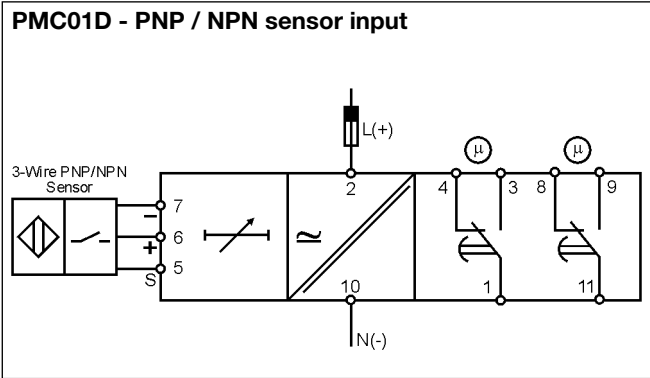 PMC01D - PNP / NPN sensor input
L(+)
µ µ
3-Wire PNP/NPN
Sensor
2 4 3 8 9
7
−
6
+
5
S
≃
10 1 11
N(-)